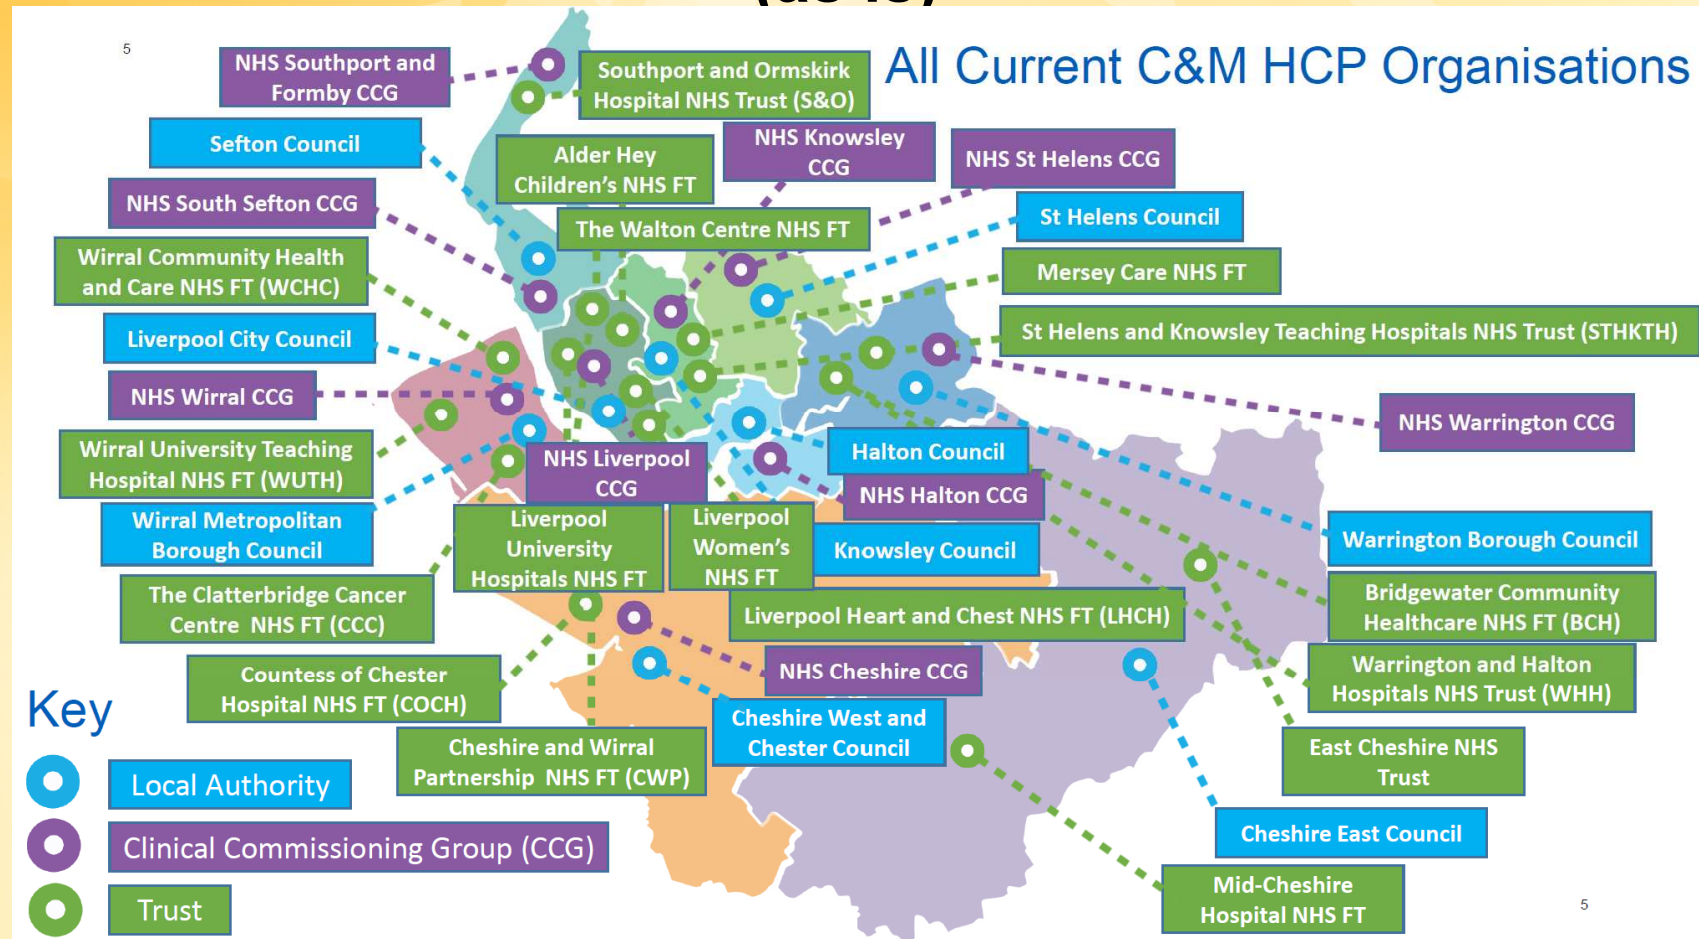 5
All Current C&M HCP Organisations
NHS Southport and
Formby CCG
Southport and Ormskirk
Hospital NHS Trust (S&O)
Sefton Council
Alder Hey
Children’s NHS FT
NHS Knowsley
CCG
NHS St Helens CCG
NHS South Sefton CCG
The Walton Centre NHS FT
St Helens Council
Wirral Community Health
and Care NHS FT (WCHC)
Mersey Care NHS FT
Liverpool City Council
St Helens and Knowsley Teaching Hospitals NHS Trust (STHKTH)
NHS Wirral CCG
NHS Warrington CCG
Wirral University Teaching
Hospital NHS FT (WUTH)
NHS Liverpool
CCG
Halton Council
NHS Halton CCG
Wirral Metropolitan
Borough Council
Liverpool
University
Hospitals NHS FT
Liverpool
Women’s
NHS FT
Knowsley Council
Warrington Borough Council
The Clatterbridge Cancer
Centre NHS FT (CCC)
Liverpool Heart and Chest NHS FT (LHCH)
Bridgewater Community
Healthcare NHS FT (BCH)
Countess of Chester
Hospital NHS FT (COCH)
NHS Cheshire CCG
Warrington and Halton
Hospitals NHS Trust (WHH)
Cheshire and Wirral
Partnership NHS FT (CWP)
Cheshire West and
Chester Council
East Cheshire NHS
Trust
Cheshire East Council
Mid-Cheshire
Hospital NHS FT
Key
Local Authority
Clinical Commissioning Group (CCG)
Trust
5